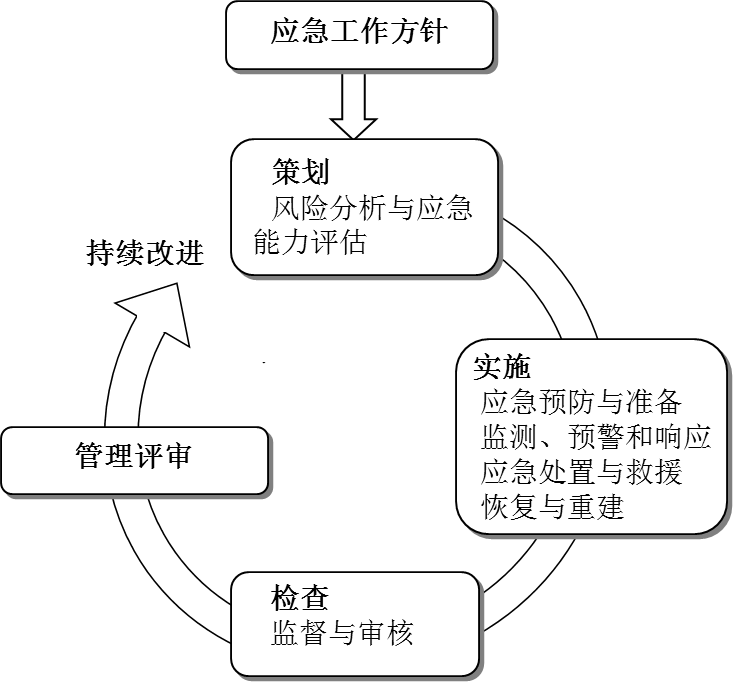 应急工作方针
策划
风险分析与应急
能力评估
持续改进
实施
应急预防与准备
监测、预警和响应
应急处置与救援
恢复与重建
管理评审
检查
监督与审核